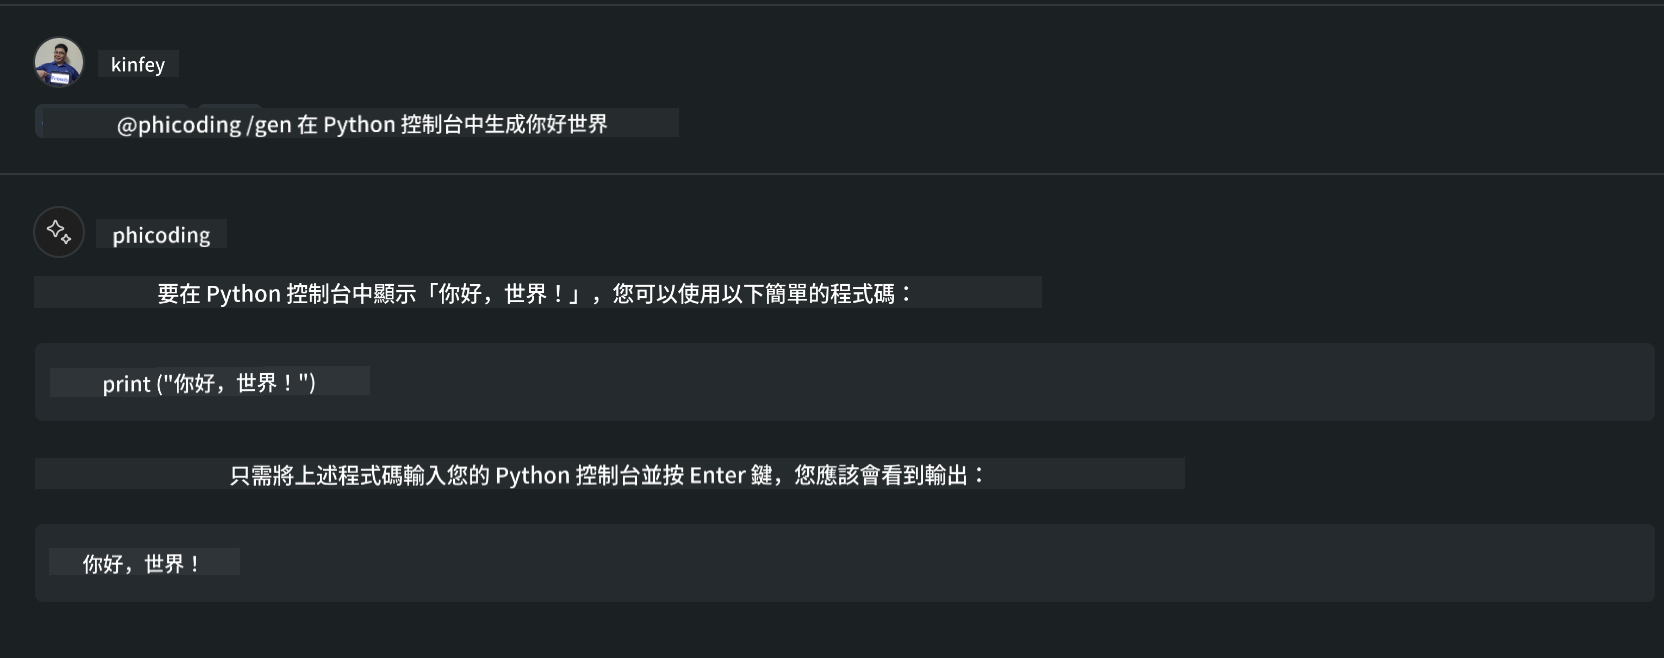 kinfey
@phicoding /gen 在 Python 控制台中生成你好世界
phicoding
要在 Python 控制台中顯示「你好，世界！」，您可以使用以下簡單的程式碼：
print ("你好，世界！")
只需將上述程式碼輸入您的 Python 控制台並按 Enter 鍵，您應該會看到輸出：
你好，世界！